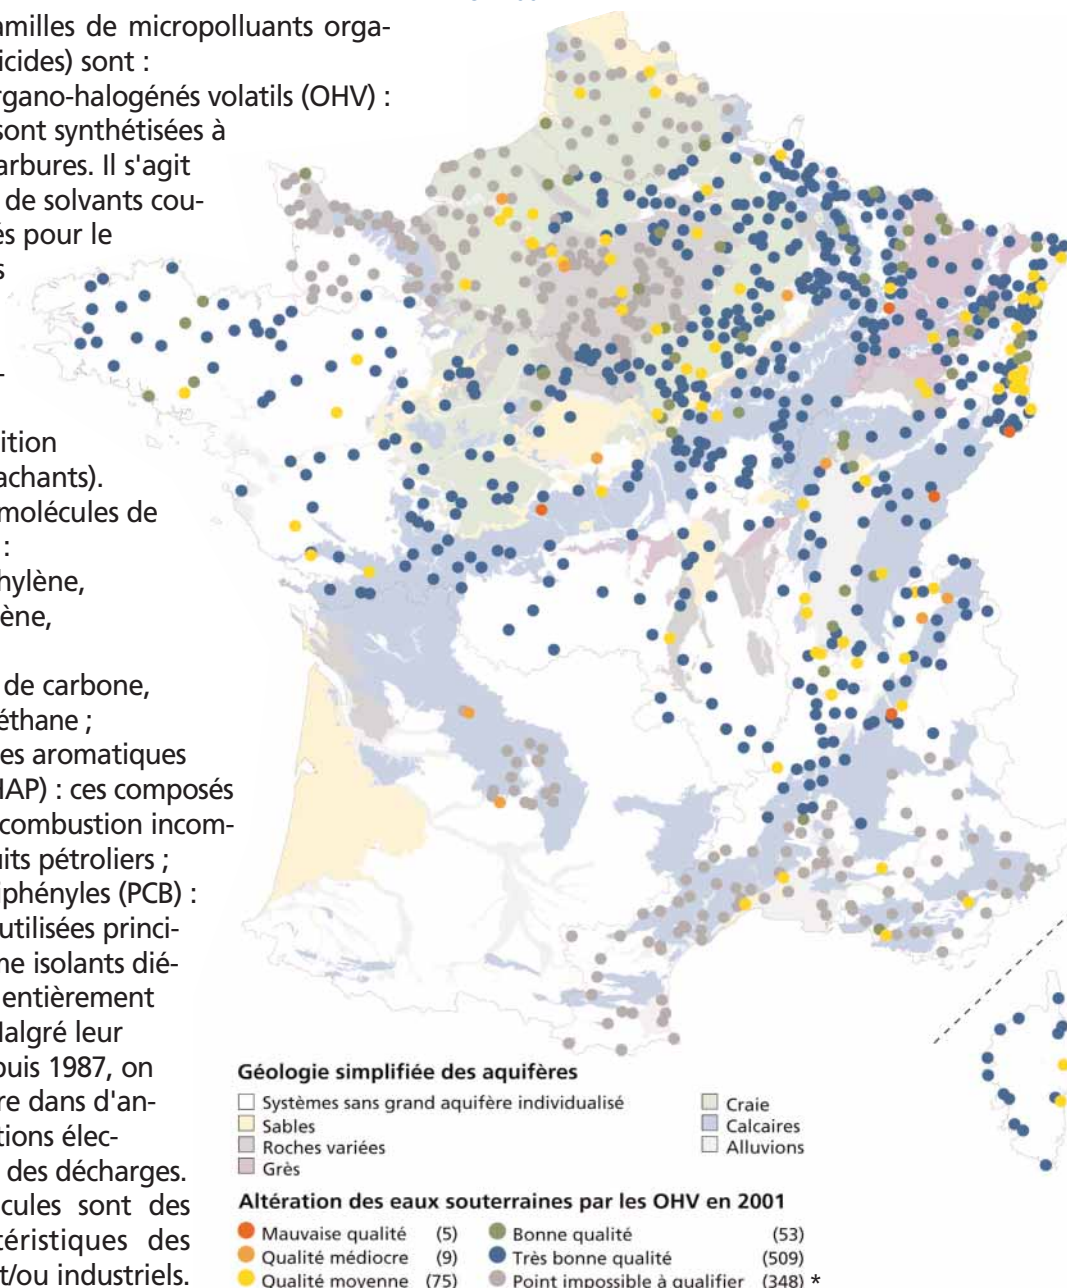 amilles de micropolluants orga-
icides) sont :
rgano-halogénés volatils (OHV) :
sont synthétisées à
arbures. Il s'agit
de solvants cou-
és pour le
s
-
ition
achants).
molécules de
:
hylène,
ène,
de carbone,
éthane ;
es aromatiques
HAP) : ces composés
combustion incom-
uits pétroliers ;
iphényles (PCB) :
utilisées princi-
me isolants dié-
entièrement
Malgré leur
puis 1987, on
re dans d'an-
tions élec-
des décharges.
cules sont des
téristiques des
t/ou industriels.
Géologie simplifiée des aquifères
Systèmes sans grand aquifère individualisé
Sables
Roches variées
Grès
Craie
Calcaires
Alluvions
Altération des eaux souterraines par les OHV en 2001
Mauvaise qualité (5)
Qualité médiocre (9)
Qualité moyenne (75)
Bonne qualité (53)
Très bonne qualité (509)
Point impossible à qualifier (348) *